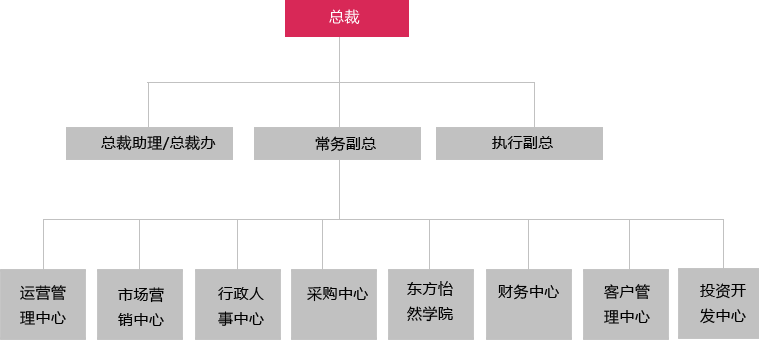 总裁
总裁助理/总裁办
常务副总
执行副总
运营管
理中心
市场营
销中心
行政人
事中心
采购中心
东方怡
然学院
财务中心
客户管
理中心
投资开
发中心